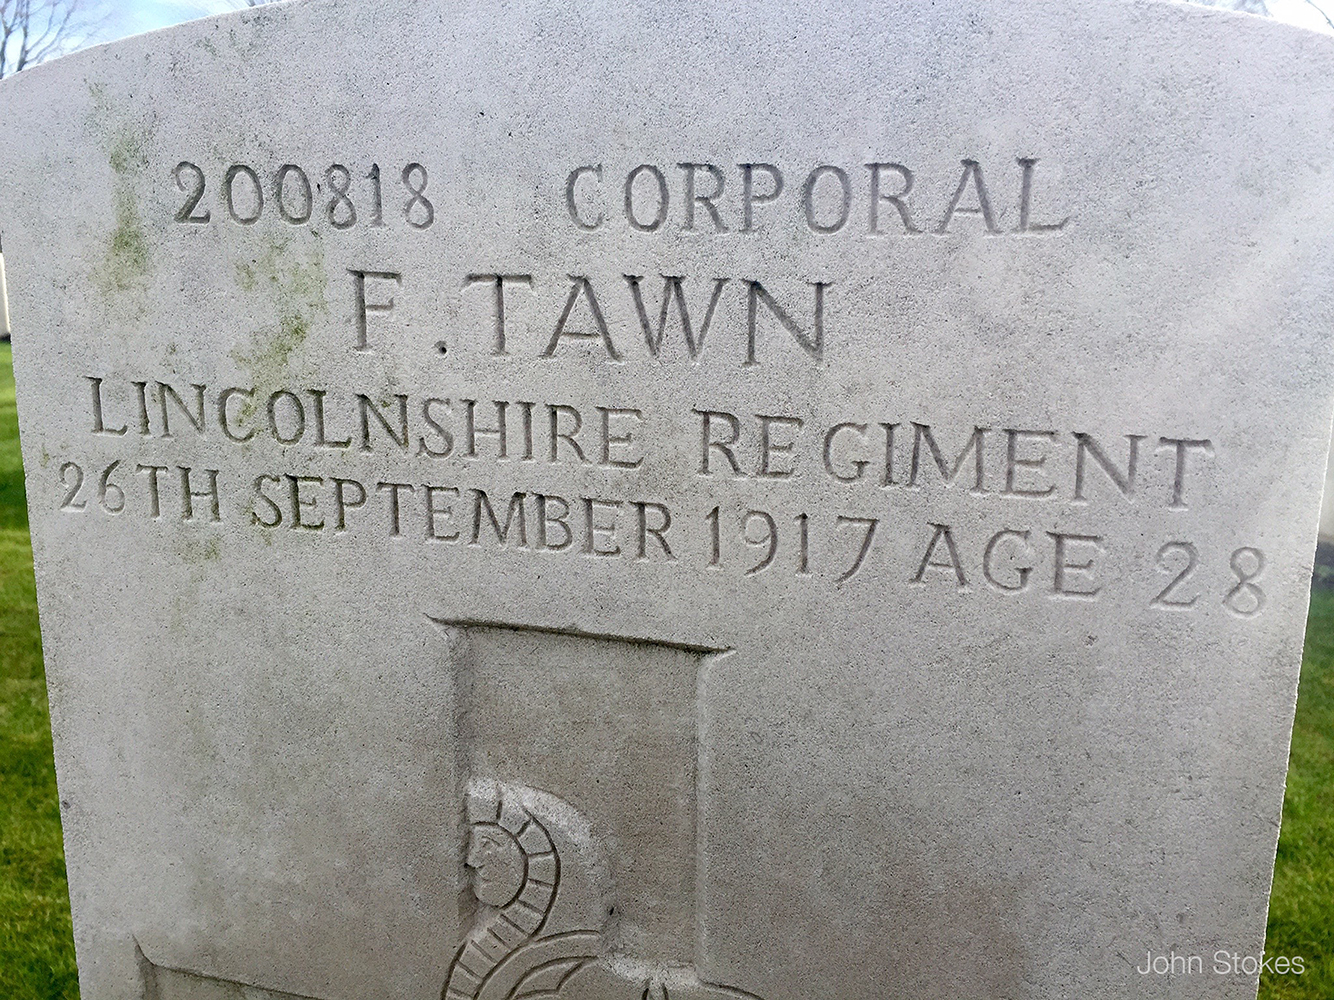 200818 CORPORAL
F. TAWN
LINCOLNSHIRE REGIMENT
26TH SEPTEMBER 1917 AGE 28
John Stokes